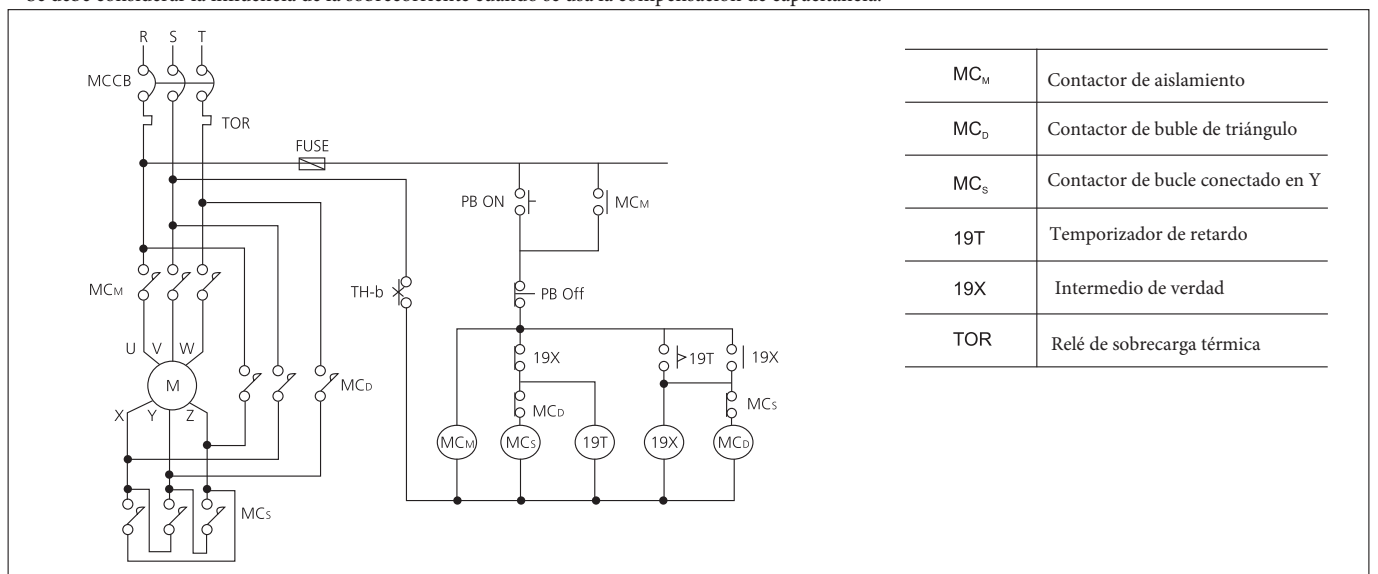 Se debe considerar la influencia de la sobrecorriente cuando se usa la compensación de capacitancia.
R S T
MCCB
TOR
FUSE
PB ON
MCM
MCM
TH-b
PB Off
U V W
19X
19T
19X
M
MCD
MCD
MCS
X Y Z
MCM
MCS
19T
19X
MCD
MCS
MCM Contactor de aislamiento
MCD Contactor de buble de triángulo
MCS Contactor de bucle conectado en Y
19T Temporizador de retardo
19X Intermedio de verdad
TOR Relé de sobrecarga térmica